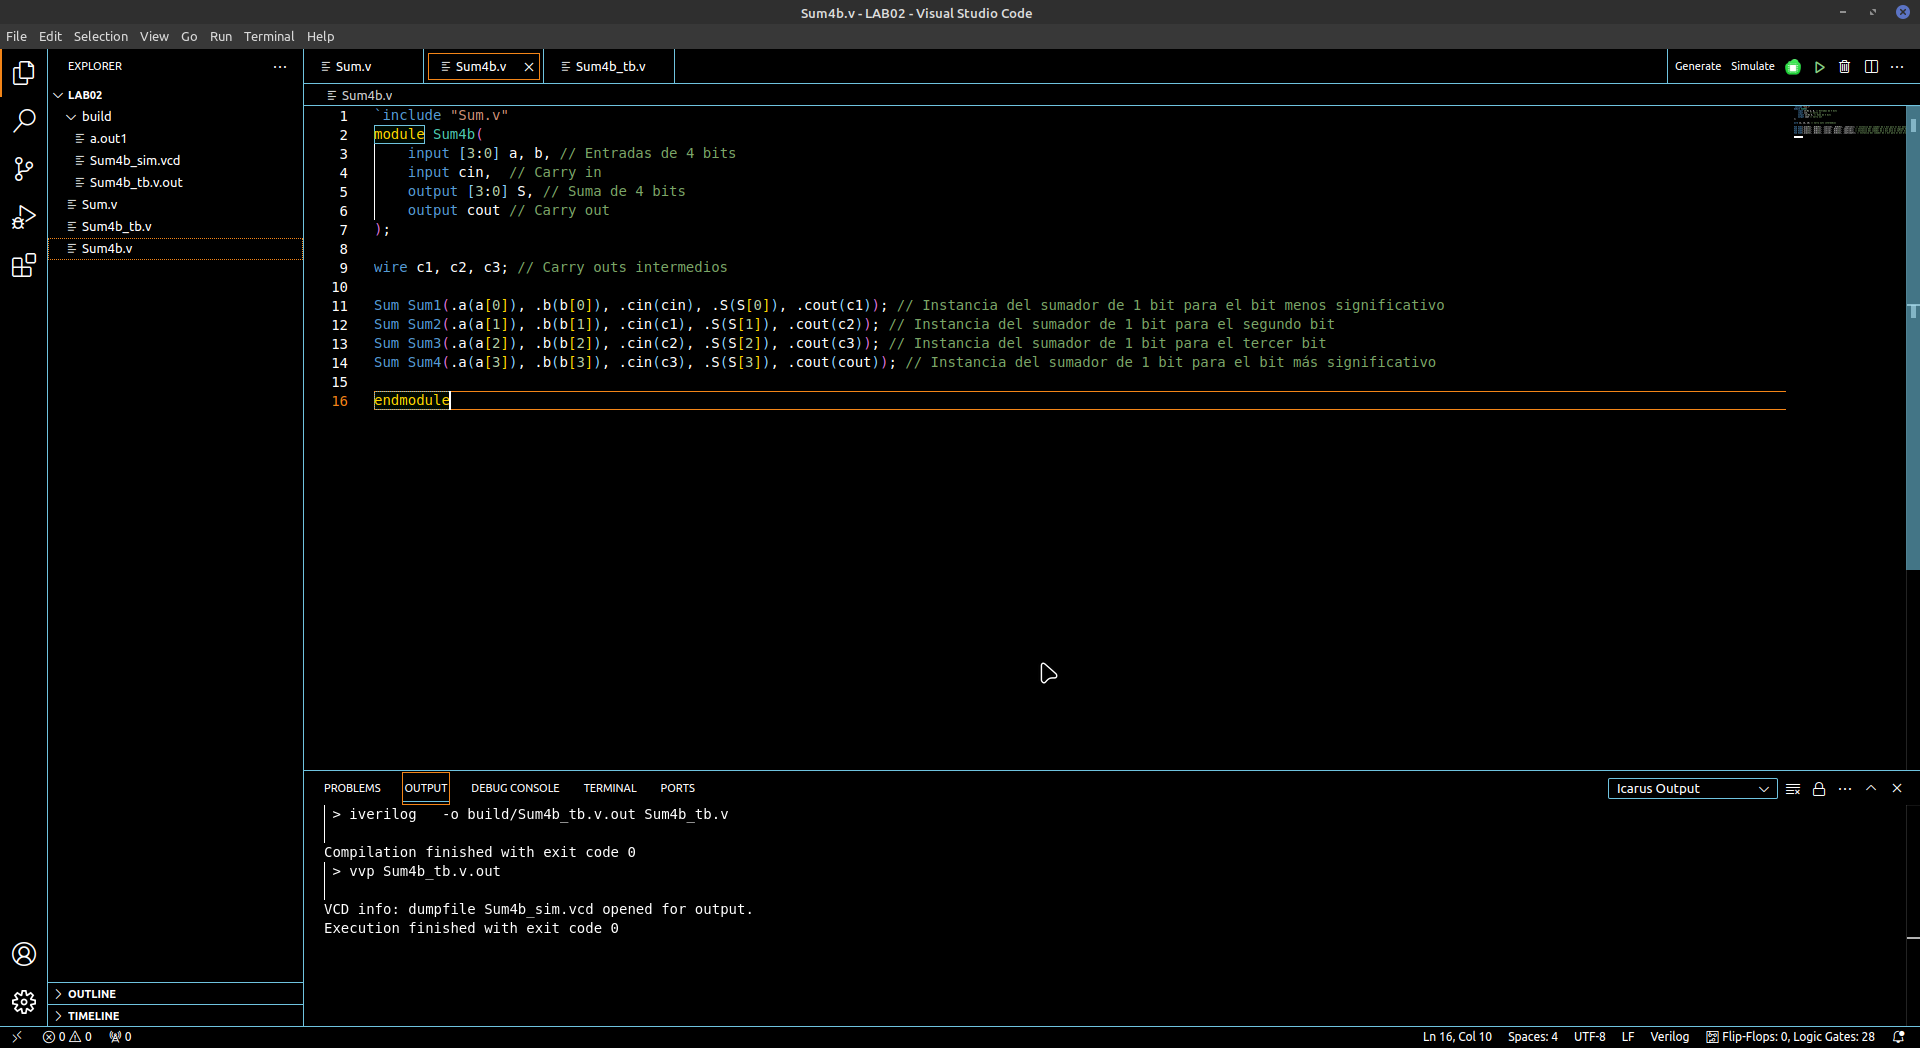 Sum4b.v - LAB02 - Visual Studio Code
File Edit Selection View Go Run Terminal Help
EXPLORER
LAB02
build
a.out1
Sum4b_sim.vcd
Sum4b_tb.v.out
Sum.v
Sum4b_tb.v
Sum4b.v
OUTLINE
TIMELINE
Sum.v Sum4b.v Sum4b_tb.v
Generate Simulate
Sum4b.v
1 `include "Sum.v"
2 module Sum4b(
3 input [3:0] a, b, // Entradas de 4 bits
4 input cin,  // Carry in
5 output [3:0] S, // Suma de 4 bits
6 output cout // Carry out
7 );
8
9 wire c1, c2, c3; // Carry outs intermedios
10
11 Sum Sum1(.a(a[0]), .b(b[0]), .cin(cin), .S(S[0]), .cout(c1)); // Instancia del sumador de 1 bit para el bit menos significativo
12 Sum Sum2(.a(a[1]), .b(b[1]), .cin(c1), .S(S[1]), .cout(c2)); // Instancia del sumador de 1 bit para el segundo bit
13 Sum Sum3(.a(a[2]), .b(b[2]), .cin(c2), .S(S[2]), .cout(c3)); // Instancia del sumador de 1 bit para el tercer bit
14 Sum Sum4(.a(a[3]), .b(b[3]), .cin(c3), .S(S[3]), .cout(cout)); // Instancia del sumador de 1 bit para el bit más significativo
15
16 endmodule
PROBLEMS OUTPUT DEBUG CONSOLE TERMINAL PORTS
Icarus Output
> iverilog   -o build/Sum4b_tb.v.out Sum4b_tb.v
Compilation finished with exit code 0
> vvp Sum4b_tb.v.out
VCD info: dumpfile Sum4b_sim.vcd opened for output.
Execution finished with exit code 0
0 0 0
Ln 16, Col 10 Spaces: 4 UTF-8 LF Verilog Flip-Flops: 0, Logic Gates: 28